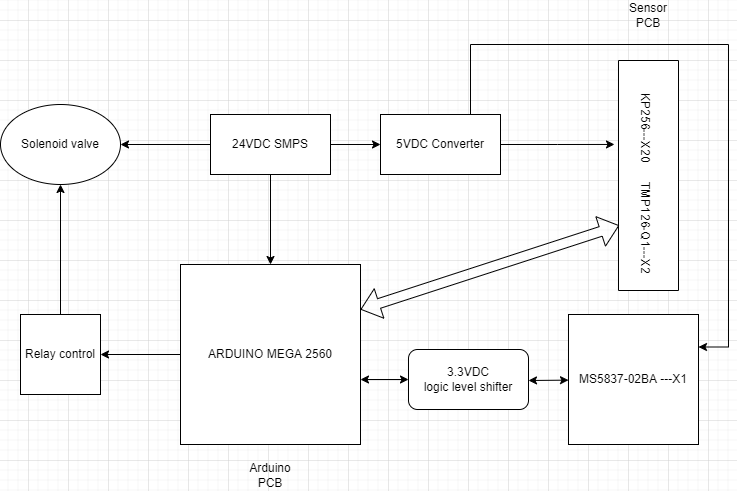 Sensor
PCB
Solenoid valve
24VDC SMPS
5VDC Converter
KP256---X20
TMP126-Q1---X2
Relay control
ARDUINO MEGA 2560
3.3VDC
logic level shifter
MS5837-02BA ---X1
Arduino
PCB